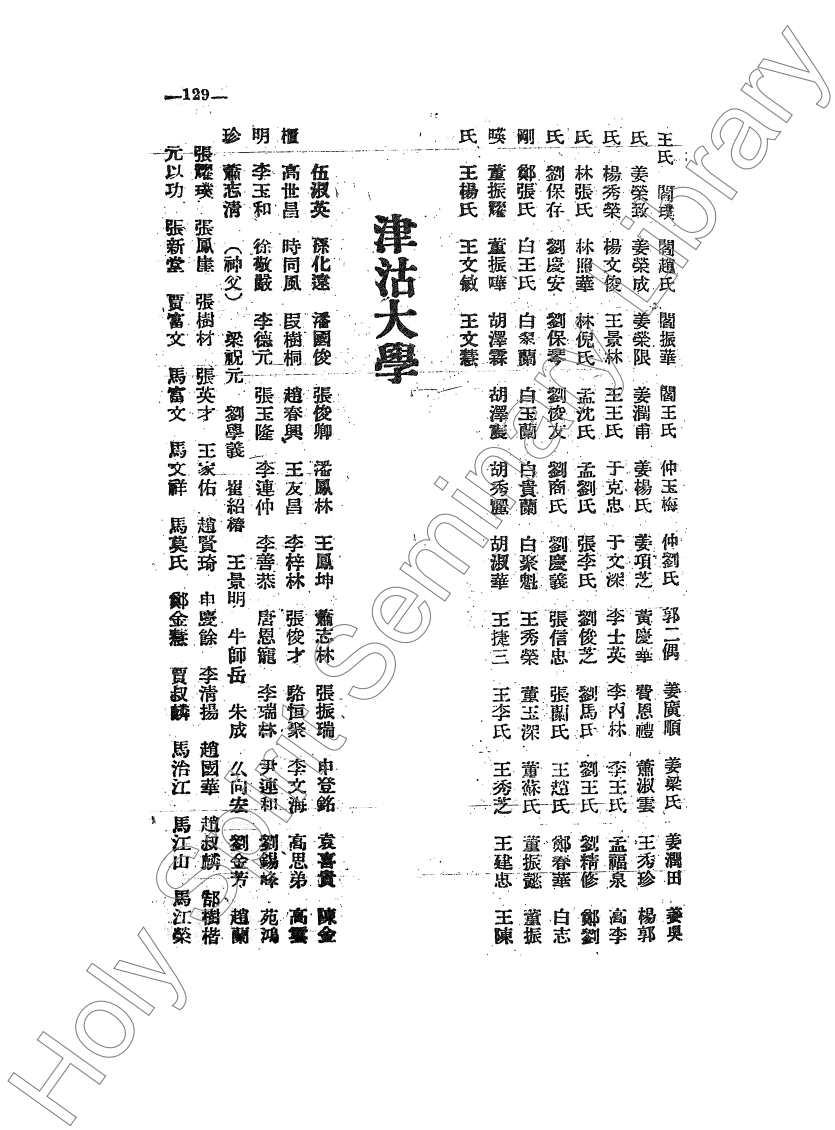 —129—
王氏 閻璞 閻趙氏 閻振華 閻王氏 仲玉梅 仲劉氏 郭二偶 姜廣順 姜梁氏 姜潤田 姜吳
氏 姜榮致 姜榮成 姜榮限 姜潤甫 姜楊氏 姜項芝 黃慶華 費恩禮 蕭淑雲 王秀珍 楊郭
氏 楊秀榮 楊文俊 王景林 王王氏 于克忠 于文深 李士英 李內林 李王氏 孟福泉 高李
氏 林張氏 林照華 林倪氏 孟沈氏 孟劉氏 張李氏 劉俊芝 劉馬氏 劉王氏 劉精修 鄭劉
氏 劉保存 劉慶安 劉保琴 劉俊友 劉商氏 劉慶義 張信忠 張蘭氏 王趙氏 鄭春華 白志
剛 鄭張氏 白王氏 白翠蘭 白玉蘭 白貴蘭 白聚魁 王秀榮 董玉深 董蘇氏 董振懿 董振
暎 董振耀 董振嘩 胡澤霖 胡澤震 胡秀麗 胡淑華 王捷三 王李氏 王秀芝 王建忠 王陳
氏 王楊氏 王文敏 王文慧
津沽大學
伍淑英 孫化遠 潘國俊 張俊卿 潘鳳林 王鳳坤 蕭志林 張振瑞 申登銘 袁喜貴 陳金
櫃 高世昌 時同風 段樹桐 趙春興 王友昌 李梓林 張俊才 駱恒聚 李文海 高思弟 高雲
明 李玉和 徐敬嚴 李德元 張玉隆 李連仲 李善恭 唐恩寵 李瑞林 尹連和 劉錫峰 苑鴻
珍 蕭志清(神父) 梁祝元 劉學義 崔紹椿 王景明 牛師岳 朱成 么向安 劉金芳 趙蘭
張耀璞 張鳳崖 張樹材 張英才 王家佑 趙賢琦 申慶餘 李清揚 趙國華 趙叔麟 郜樹楷
元以功 張新堂 賈富文 馬富文 馬文祥 馬莫氏 鄭金慧 賈叔麟 馬治江 馬江山 馬江榮
Holy Spirit Seminary Library